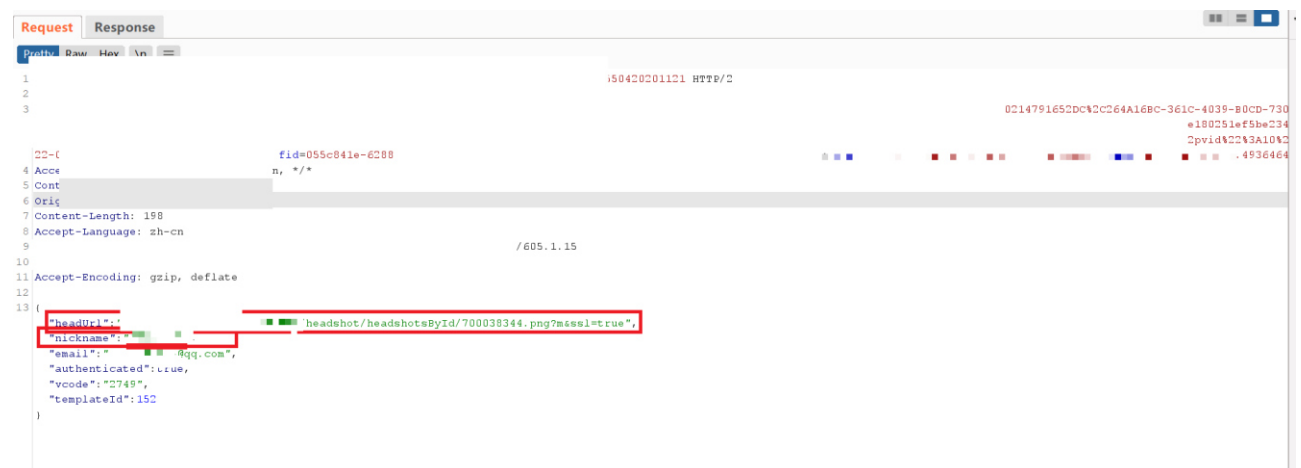 Request Response
Pretty Raw Hex \n
1 50420201121 HTTP/2
2
3 0214791652DC%2C264A16BC-361C-4039-B0CD-730
e180251ef5be234
2pvid%22%3A10%2
22-0 fid=055c841e-6288 .4936464
4 Acce n, */*
5 Cont
6 Orig
7 Content-Length: 198
8 Accept-Language: zh-cn
9 /605.1.15
10
11 Accept-Encoding: gzip, deflate
12
13 {
"headUrl":" headshot/headshotsById/700038344.png?m&ssl=true",
"nickname":"
"email":" @qq.com",
"authenticated":true,
"vcode":"2749",
"templateId":152
}